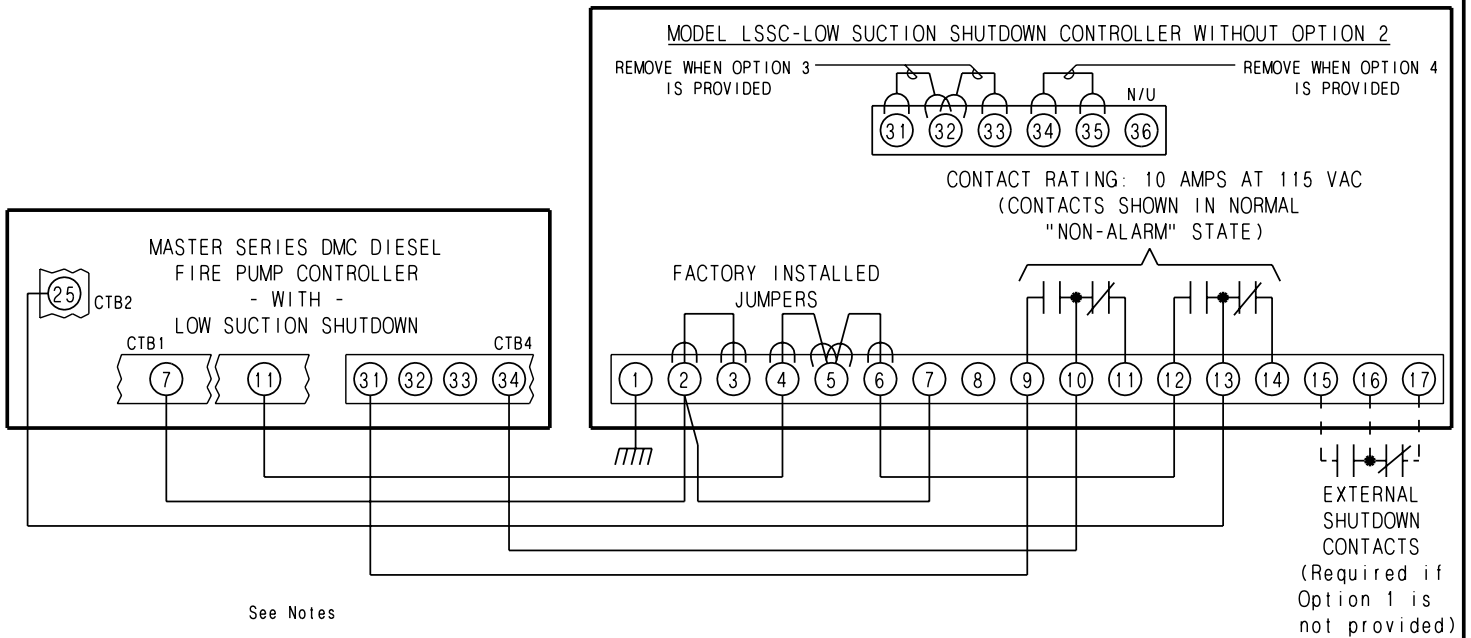 MODEL LSSC-LOW SUCTION SHUTDOWN CONTROLLER WITHOUT OPTION 2
REMOVE WHEN OPTION 3
IS PROVIDED
REMOVE WHEN OPTION 4
IS PROVIDED
N/U
31 32 33 34 35 36
CONTACT RATING: 10 AMPS AT 115 VAC
(CONTACTS SHOWN IN NORMAL
"NON-ALARM" STATE)
MASTER SERIES DMC DIESEL
FIRE PUMP CONTROLLER
- WITH -
LOW SUCTION SHUTDOWN
25
CTB2
CTB1
CTB4
7 11 31 32 33 34
FACTORY INSTALLED
JUMPERS
1 2 3 4 5 6 7 8 9 10 11 12 13 14 15 16 17
EXTERNAL
SHUTDOWN
CONTACTS
(Required if
Option 1 is
not provided)
See Notes